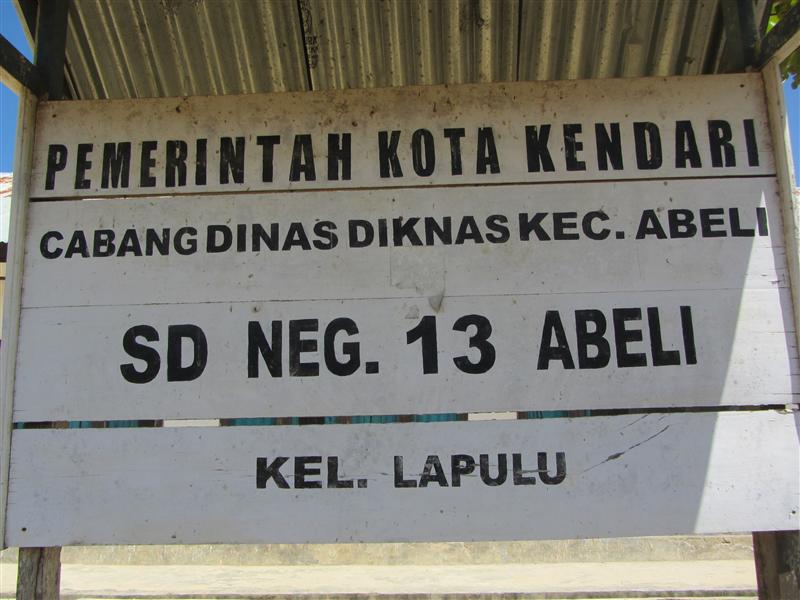 PEMERINTAH KOTA KENDARI
CABANG DINAS DIKNAS KEC. ABELI
SD NEG. 13 ABELI
KEL. LAPULU